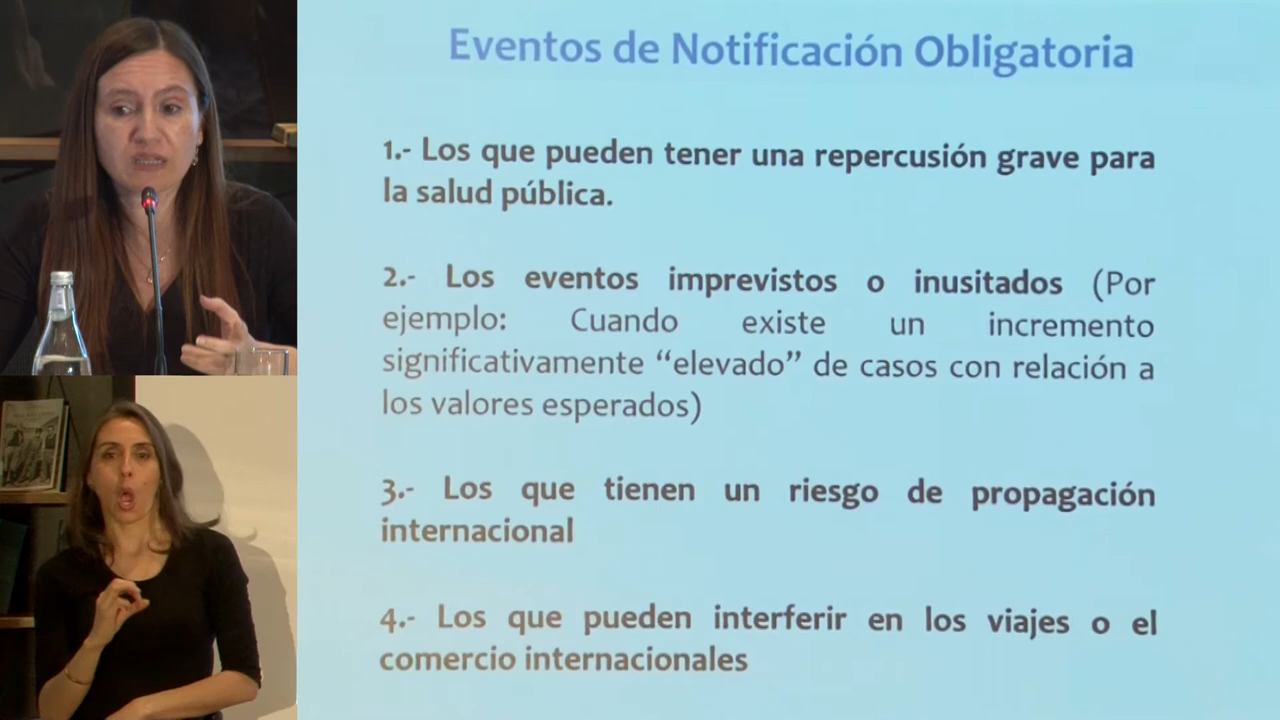 Eventos de Notificación Obligatoria
1.- Los que pueden tener una repercusión grave para
la salud pública.
2.- Los eventos imprevistos o inusitados (Por
ejemplo: Cuando existe un incremento
significativamente “elevado” de casos con relación a
los valores esperados)
3.- Los que tienen un riesgo de propagación
internacional
4.- Los que pueden interferir en los viajes o el
comercio internacionales